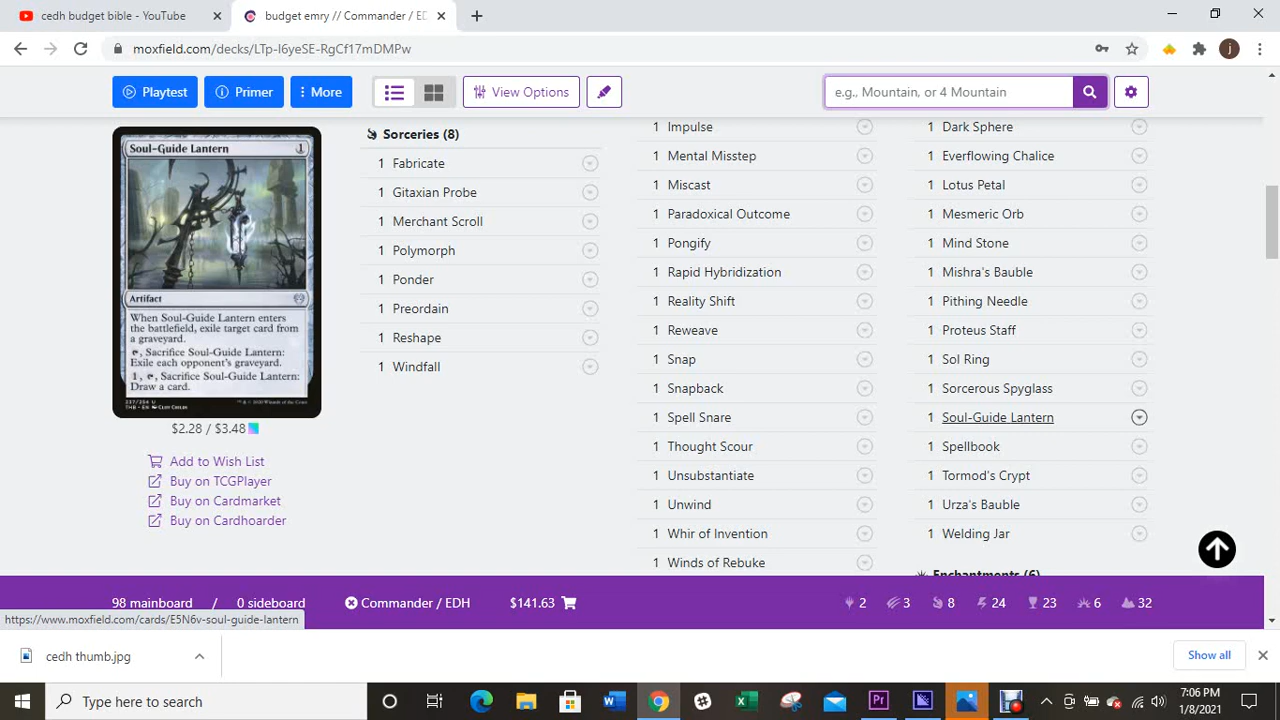 cedh budget bible - YouTube
budget emry // Commander / ED
moxfield.com/decks/LTp-l6yeSE-RgCf17mDMPw
j
Playtest
Primer
More
View Options
e.g., Mountain, or 4 Mountain
Soul-Guide Lantern 1
Artifact
When Soul-Guide Lantern enters
the battlefield, exile target card from
a graveyard.
, Sacrifice Soul-Guide Lantern:
Exile each opponent's graveyard.
1, , Sacrifice Soul-Guide Lantern:
Draw a card.
$2.28 / $3.48
Add to Wish List
Buy on TCGPlayer
Buy on Cardmarket
Buy on Cardhoarder
Sorceries (8)
1 Fabricate
1 Gitaxian Probe
1 Merchant Scroll
1 Polymorph
1 Ponder
1 Preordain
1 Reshape
1 Windfall
1 Impulse
1 Mental Misstep
1 Miscast
1 Paradoxical Outcome
1 Pongify
1 Rapid Hybridization
1 Reality Shift
1 Reweave
1 Snap
1 Snapback
1 Spell Snare
1 Thought Scour
1 Unsubstantiate
1 Unwind
1 Whir of Invention
1 Winds of Rebuke
1 Dark Sphere
1 Everflowing Chalice
1 Lotus Petal
1 Mesmeric Orb
1 Mind Stone
1 Mishra's Bauble
1 Pithing Needle
1 Proteus Staff
1 Sol Ring
1 Sorcerous Spyglass
1 Soul-Guide Lantern
1 Spellbook
1 Tormod's Crypt
1 Urza's Bauble
1 Welding Jar
Enchantments (6)
98 mainboard / 0 sideboard
Commander / EDH
$141.63
2 3 8 24 23 6 32
https://www.moxfield.com/cards/E5N6v-soul-guide-lantern
cedh thumb.jpg
Show all
Type here to search
7:06 PM
1/8/2021